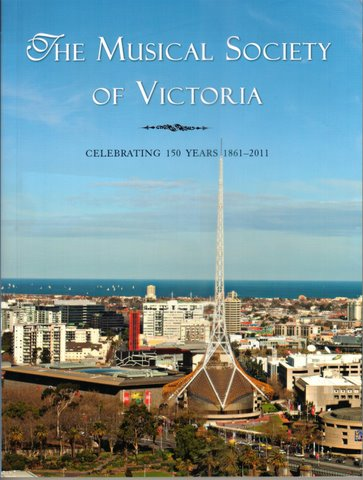 The Musical Society
of Victoria
Celebrating 150 Years 1861–2011